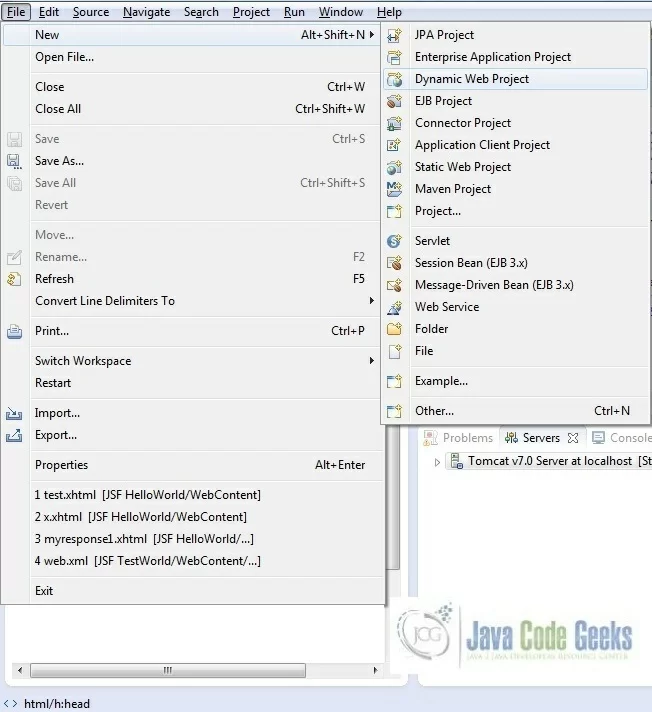 File Edit Source Navigate Search Project Run Window Help
New Alt+Shift+N
Open File...
Close Ctrl+W
Close All Ctrl+Shift+W
Save Ctrl+S
Save As...
Save All Ctrl+Shift+S
Revert
Move...
Rename... F2
Refresh F5
Convert Line Delimiters To
Print... Ctrl+P
Switch Workspace
Restart
Import...
Export...
Properties Alt+Enter
1 test.xhtml [JSF HelloWorld/WebContent]
2 x.xhtml [JSF HelloWorld/WebContent]
3 myresponse1.xhtml [JSF HelloWorld/...]
4 web.xml [JSF TestWorld/WebContent/...]
Exit
JPA Project
Enterprise Application Project
Dynamic Web Project
EJB Project
Connector Project
Application Client Project
Static Web Project
Maven Project
Project...
Servlet
Session Bean (EJB 3.x)
Message-Driven Bean (EJB 3.x)
Web Service
Folder
File
Example...
Other... Ctrl+N
Problems Servers Console
Tomcat v7.0 Server at localhost [St
JCG Java Code Geeks
Java 2 Java Developers Resource Center
html/h:head